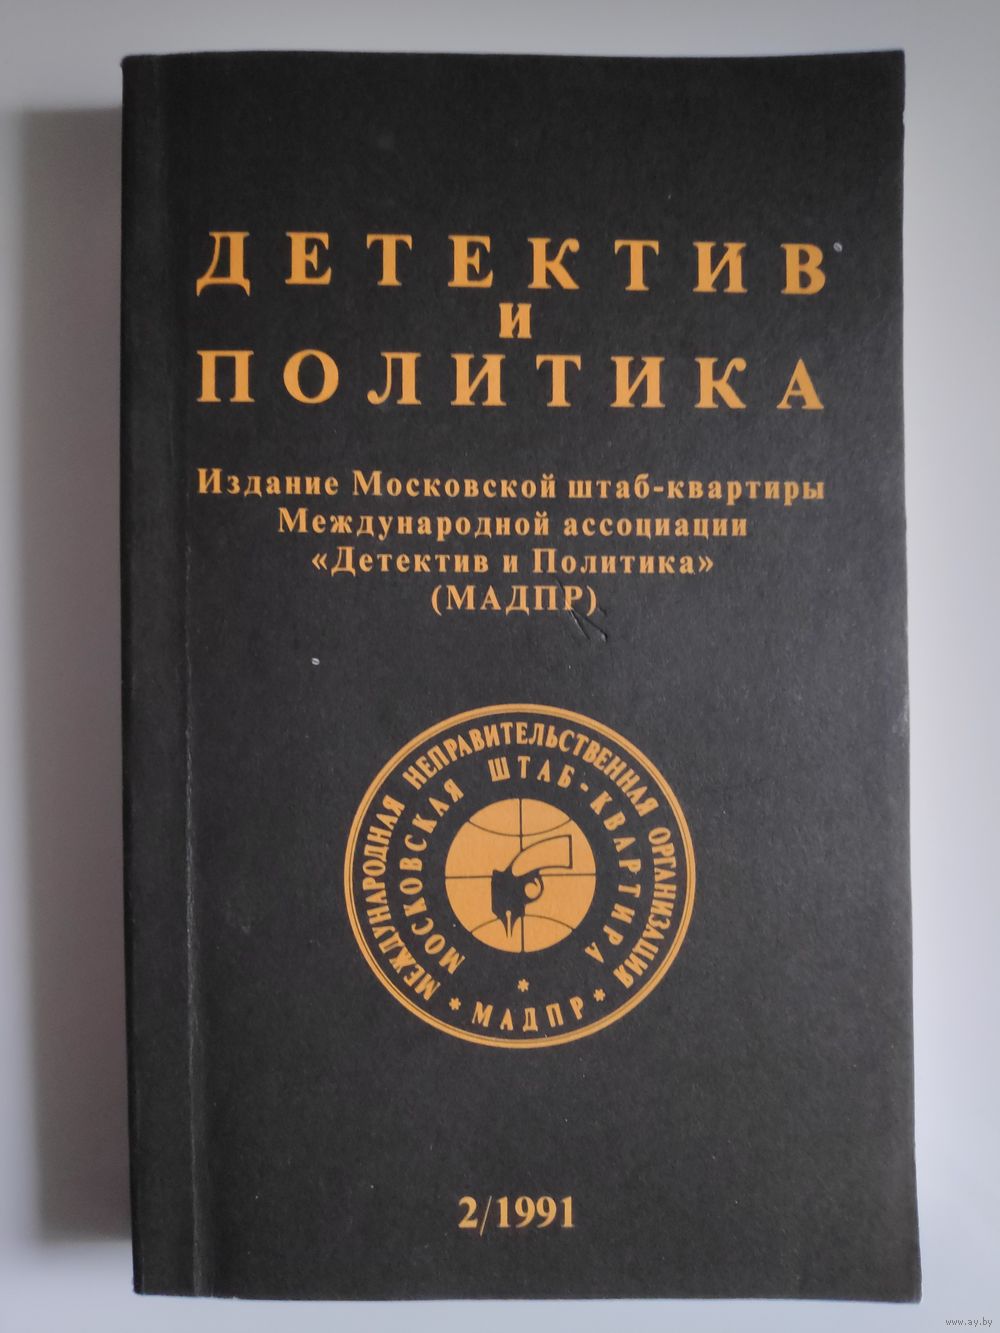 ДЕТЕКТИВ
И
ПОЛИТИКА
Издание Московской штаб-квартиры
Международной ассоциации
«Детектив и Политика»
(МАДПР)
МЕЖДУНАРОДНАЯ НЕПРАВИТЕЛЬСТВЕННАЯ ОРГАНИЗАЦИЯ
МОСКОВСКАЯ ШТАБ-КВАРТИРА
* МАДПР *
2/1991
www.ay.by